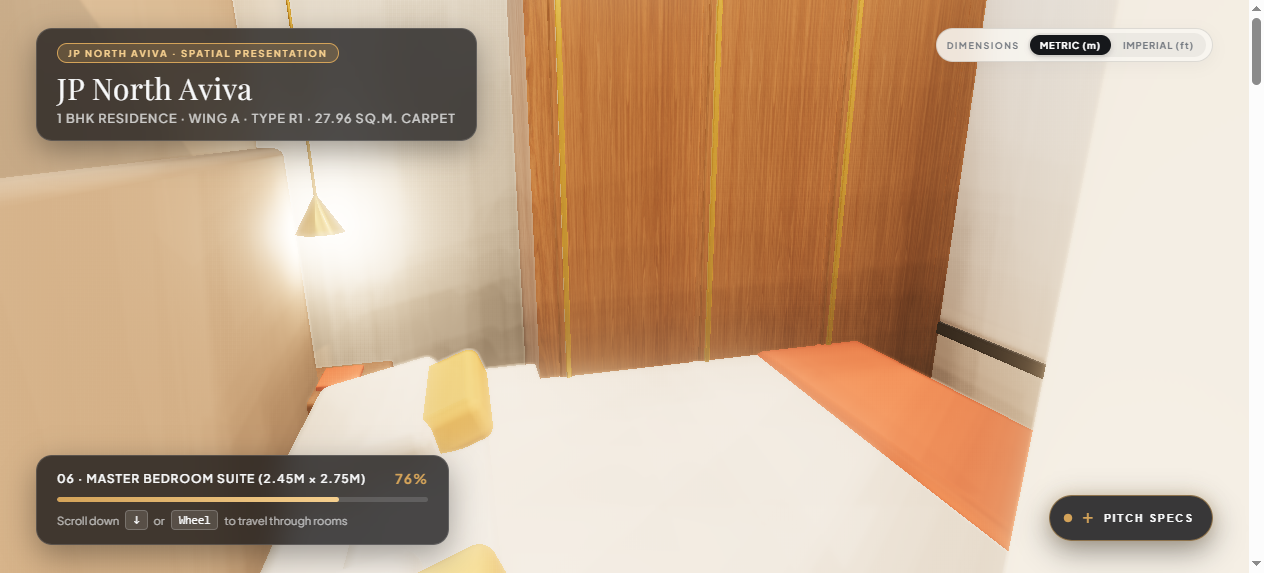 JP NORTH AVIVA · SPATIAL PRESENTATION
JP North Aviva
1 BHK RESIDENCE · WING A · TYPE R1 · 27.96 SQ.M. CARPET
DIMENSIONS METRIC (m) IMPERIAL (ft)
06 · MASTER BEDROOM SUITE (2.45M × 2.75M) 76%
Scroll down ↓ or Wheel to travel through rooms
+ PITCH SPECS